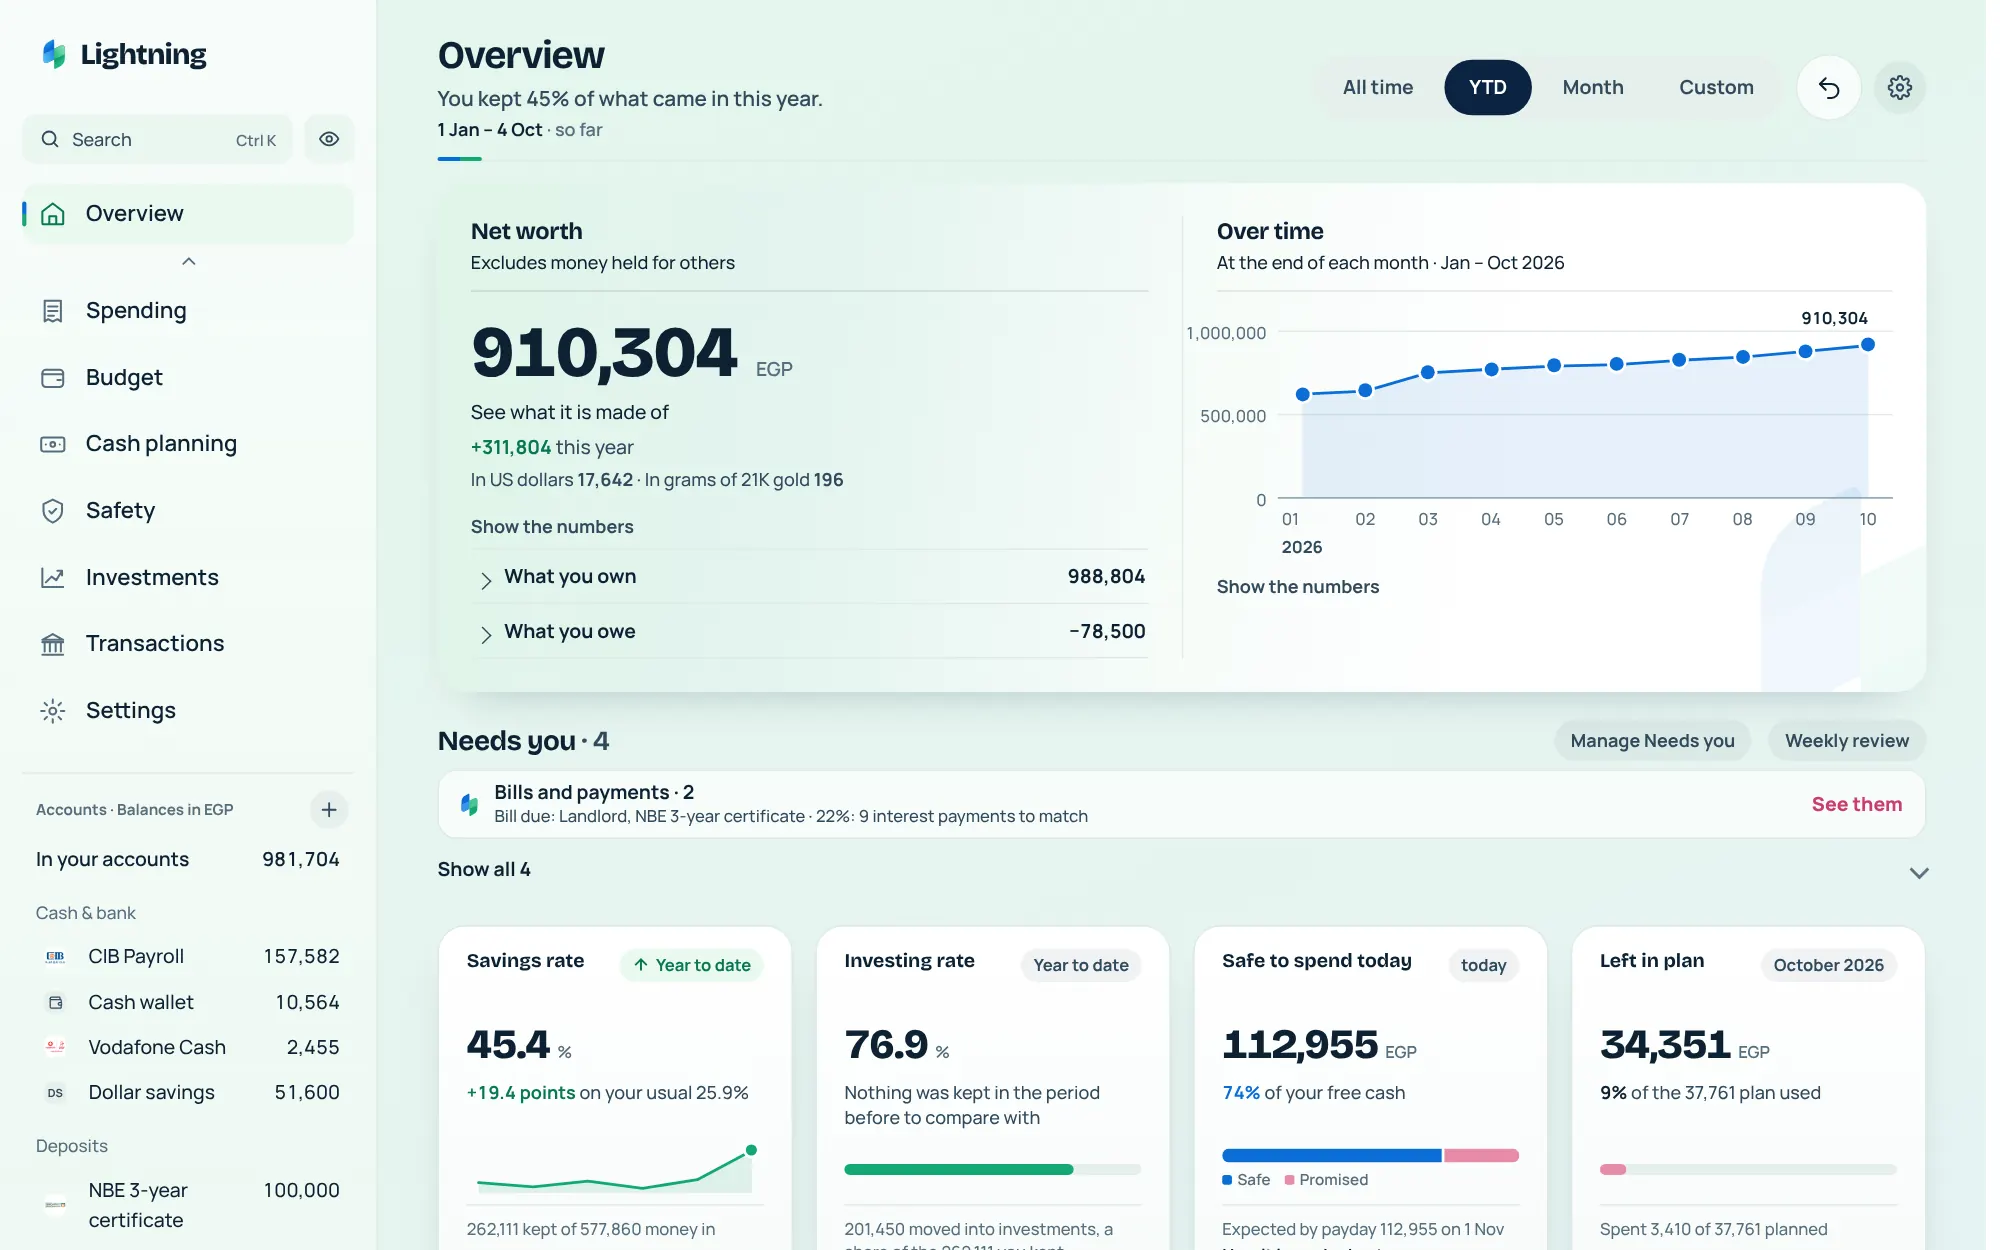 Lightning
Search
Ctrl K
Overview
Spending
Budget
Cash planning
Safety
Investments
Transactions
Settings
Accounts · Balances in EGP
In your accounts 981,704
Cash & bank
CIB Payroll 157,582
Cash wallet 10,564
Vodafone Cash 2,455
DS Dollar savings 51,600
Deposits
NBE 3-year 100,000
certificate
Overview
You kept 45% of what came in this year.
1 Jan – 4 Oct · so far
All time
YTD
Month
Custom
Net worth
Excludes money held for others
910,304 EGP
See what it is made of
+311,804 this year
In US dollars 17,642 · In grams of 21K gold 196
Show the numbers
What you own 988,804
What you owe −78,500
Over time
At the end of each month · Jan – Oct 2026
910,304
1,000,000
500,000
0
01 02 03 04 05 06 07 08 09 10
2026
Show the numbers
Needs you · 4
Manage Needs you
Weekly review
Bills and payments · 2
Bill due: Landlord, NBE 3-year certificate · 22%: 9 interest payments to match
See them
Show all 4
Savings rate
Year to date
45.4 %
+19.4 points on your usual 25.9%
262,111 kept of 577,860 money in
Investing rate
Year to date
76.9 %
Nothing was kept in the period
before to compare with
201,450 moved into investments, a
Safe to spend today
today
112,955 EGP
74% of your free cash
Safe
Promised
Expected by payday 112,955 on 1 Nov
Left in plan
October 2026
34,351 EGP
9% of the 37,761 plan used
Spent 3,410 of 37,761 planned